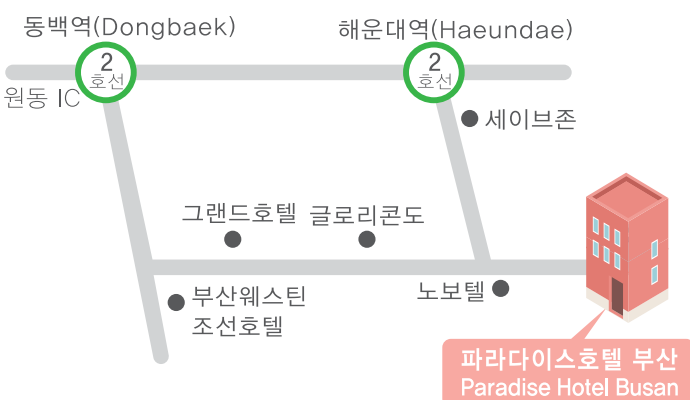 동백역(Dongbaek)
해운대역(Haeundae)
2
호선
2
호선
원동 IC
세이브존
그랜드호텔
글로리콘도
부산웨스틴
조선호텔
노보텔
파라다이스호텔 부산
Paradise Hotel Busan